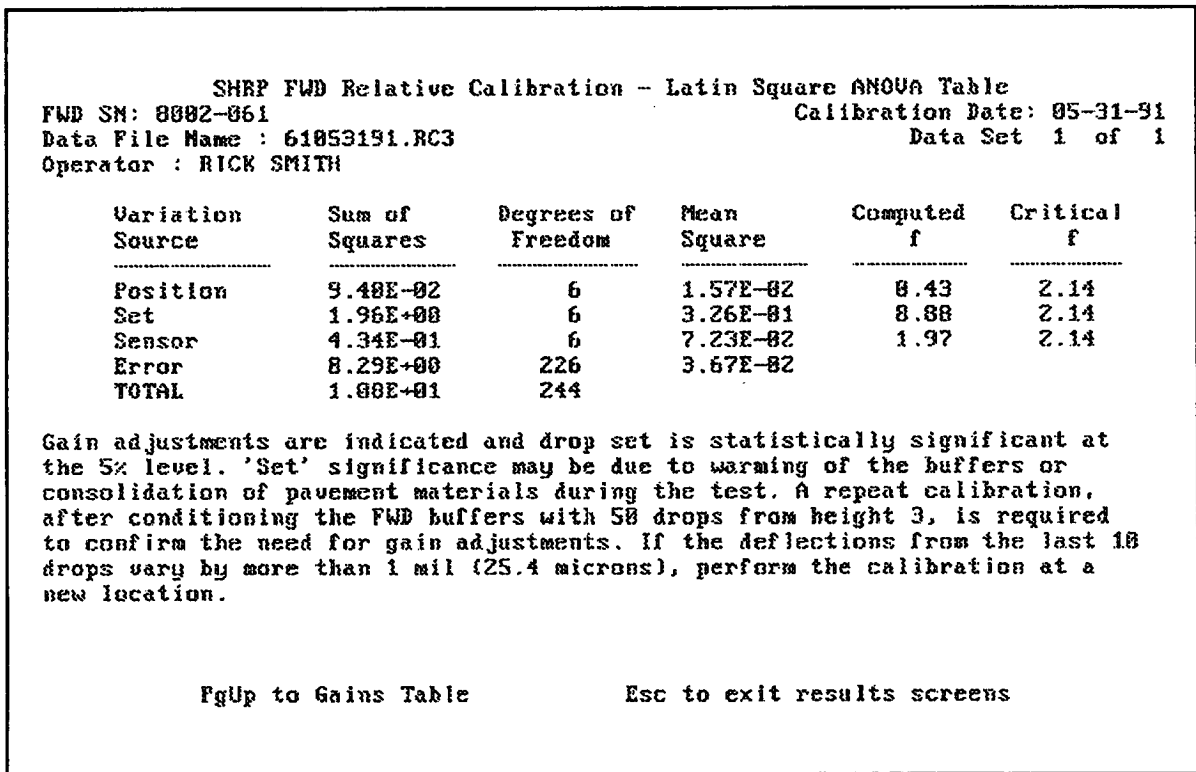 SHRP FWD Relative Calibration - Latin Square ANOVA Table
FWD SN: 8002-061 Calibration Date: 05-31-91
Data File Name : 61053191.RC3 Data Set 1 of 1
Operator : RICK SMITH
Variation Sum of Degrees of Mean Computed Critical
Source Squares Freedom Square f f
Position 9.40E-02 6 1.57E-02 0.43 2.14
Set 1.96E+00 6 3.26E-01 8.88 2.14
Sensor 4.34E-01 6 7.23E-02 1.97 2.14
Error 8.29E+00 226 3.67E-02
TOTAL 1.08E+01 244
Gain adjustments are indicated and drop set is statistically significant at
the 5% level. 'Set' significance may be due to warming of the buffers or
consolidation of pavement materials during the test. A repeat calibration,
after conditioning the FWD buffers with 50 drops from height 3, is required
to confirm the need for gain adjustments. If the deflections from the last 10
drops vary by more than 1 mil (25.4 microns), perform the calibration at a
new location.
PgUp to Gains Table Esc to exit results screens